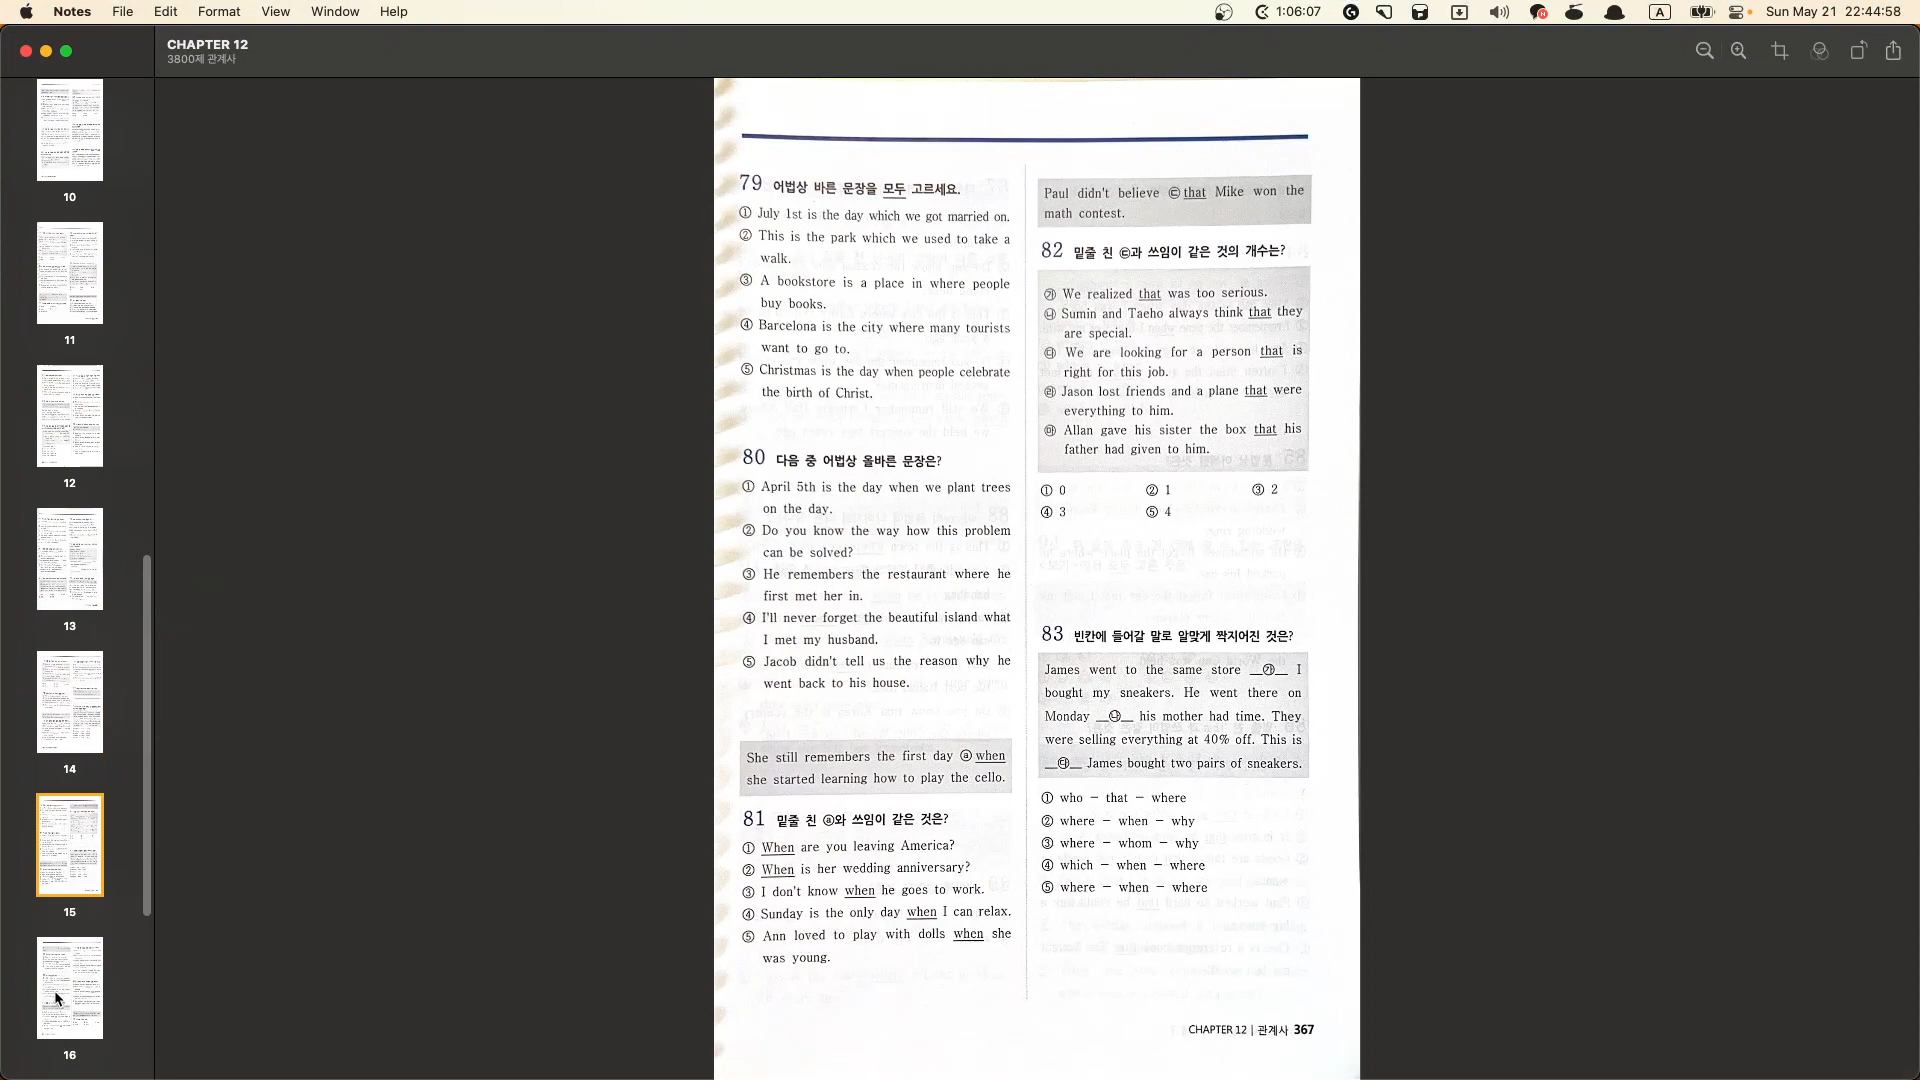 Notes File Edit Format View Window Help
1:06:07
A
Sun May 21 22:44:58
CHAPTER 12
3800제 관계사
10
11
12
13
14
15
16
79 어법상 바른 문장을 모두 고르세요.
① July 1st is the day which we got married on.
② This is the park which we used to take a
walk.
③ A bookstore is a place in where people
buy books.
④ Barcelona is the city where many tourists
want to go to.
⑤ Christmas is the day when people celebrate
the birth of Christ.
80 다음 중 어법상 올바른 문장은?
① April 5th is the day when we plant trees
on the day.
② Do you know the way how this problem
can be solved?
③ He remembers the restaurant where he
first met her in.
④ I'll never forget the beautiful island what
I met my husband.
⑤ Jacob didn't tell us the reason why he
went back to his house.
She still remembers the first day ⓐ when
she started learning how to play the cello.
81 밑줄 친 ⓐ와 쓰임이 같은 것은?
① When are you leaving America?
② When is her wedding anniversary?
③ I don't know when he goes to work.
④ Sunday is the only day when I can relax.
⑤ Ann loved to play with dolls when she
was young.
Paul didn't believe ㉢ that Mike won the
math contest.
82 밑줄 친 ㉢과 쓰임이 같은 것의 개수는?
㉮ We realized that was too serious.
㉯ Sumin and Taeho always think that they
are special.
㉰ We are looking for a person that is
right for this job.
㉱ Jason lost friends and a plane that were
everything to him.
㉲ Allan gave his sister the box that his
father had given to him.
① 0 ② 1 ③ 2
④ 3 ⑤ 4
83 빈칸에 들어갈 말로 알맞게 짝지어진 것은?
James went to the same store __㉮__ I
bought my sneakers. He went there on
Monday __㉯__ his mother had time. They
were selling everything at 40% off. This is
__㉰__ James bought two pairs of sneakers.
① who - that - where
② where - when - why
③ where - whom - why
④ which - when - where
⑤ where - when - where
CHAPTER 12 | 관계사 367